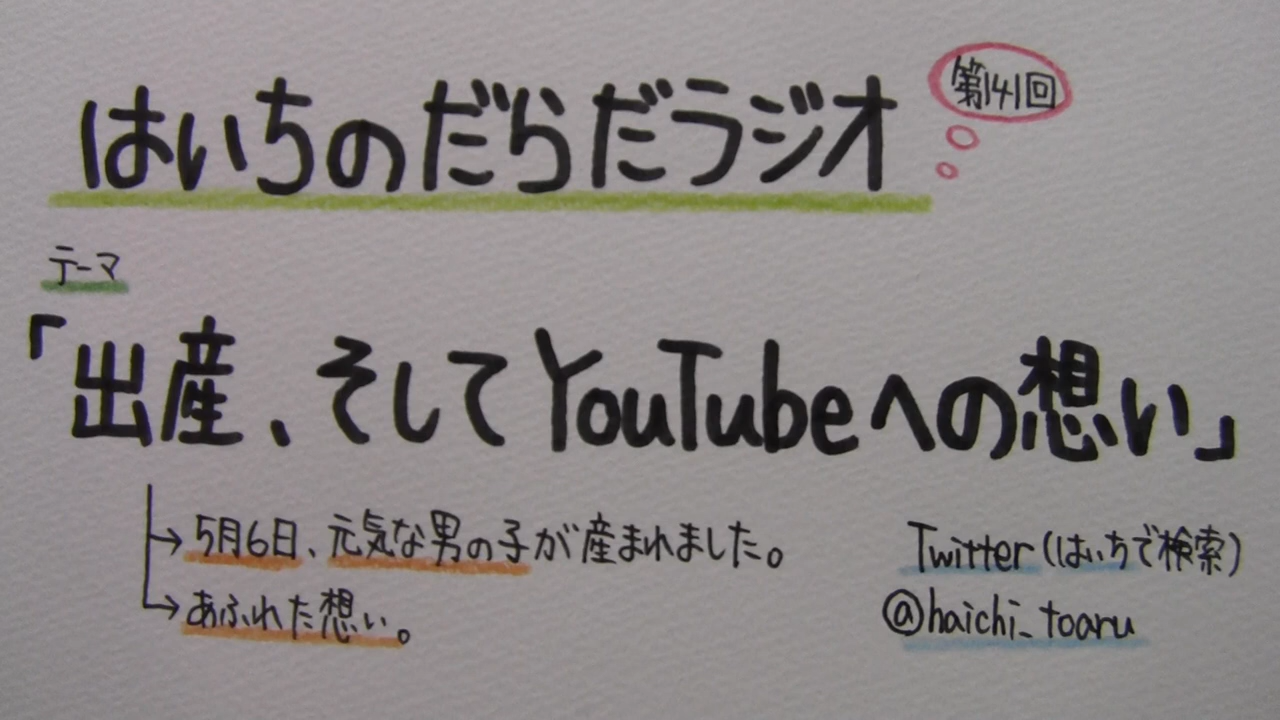 はいちのだらだラジオ
第141回
テーマ
「出産、そしてYouTubeへの想い」
→5月6日、元気な男の子が産まれました。
→あふれた想い。
Twitter(はいちで検索)
@haichi_toaru